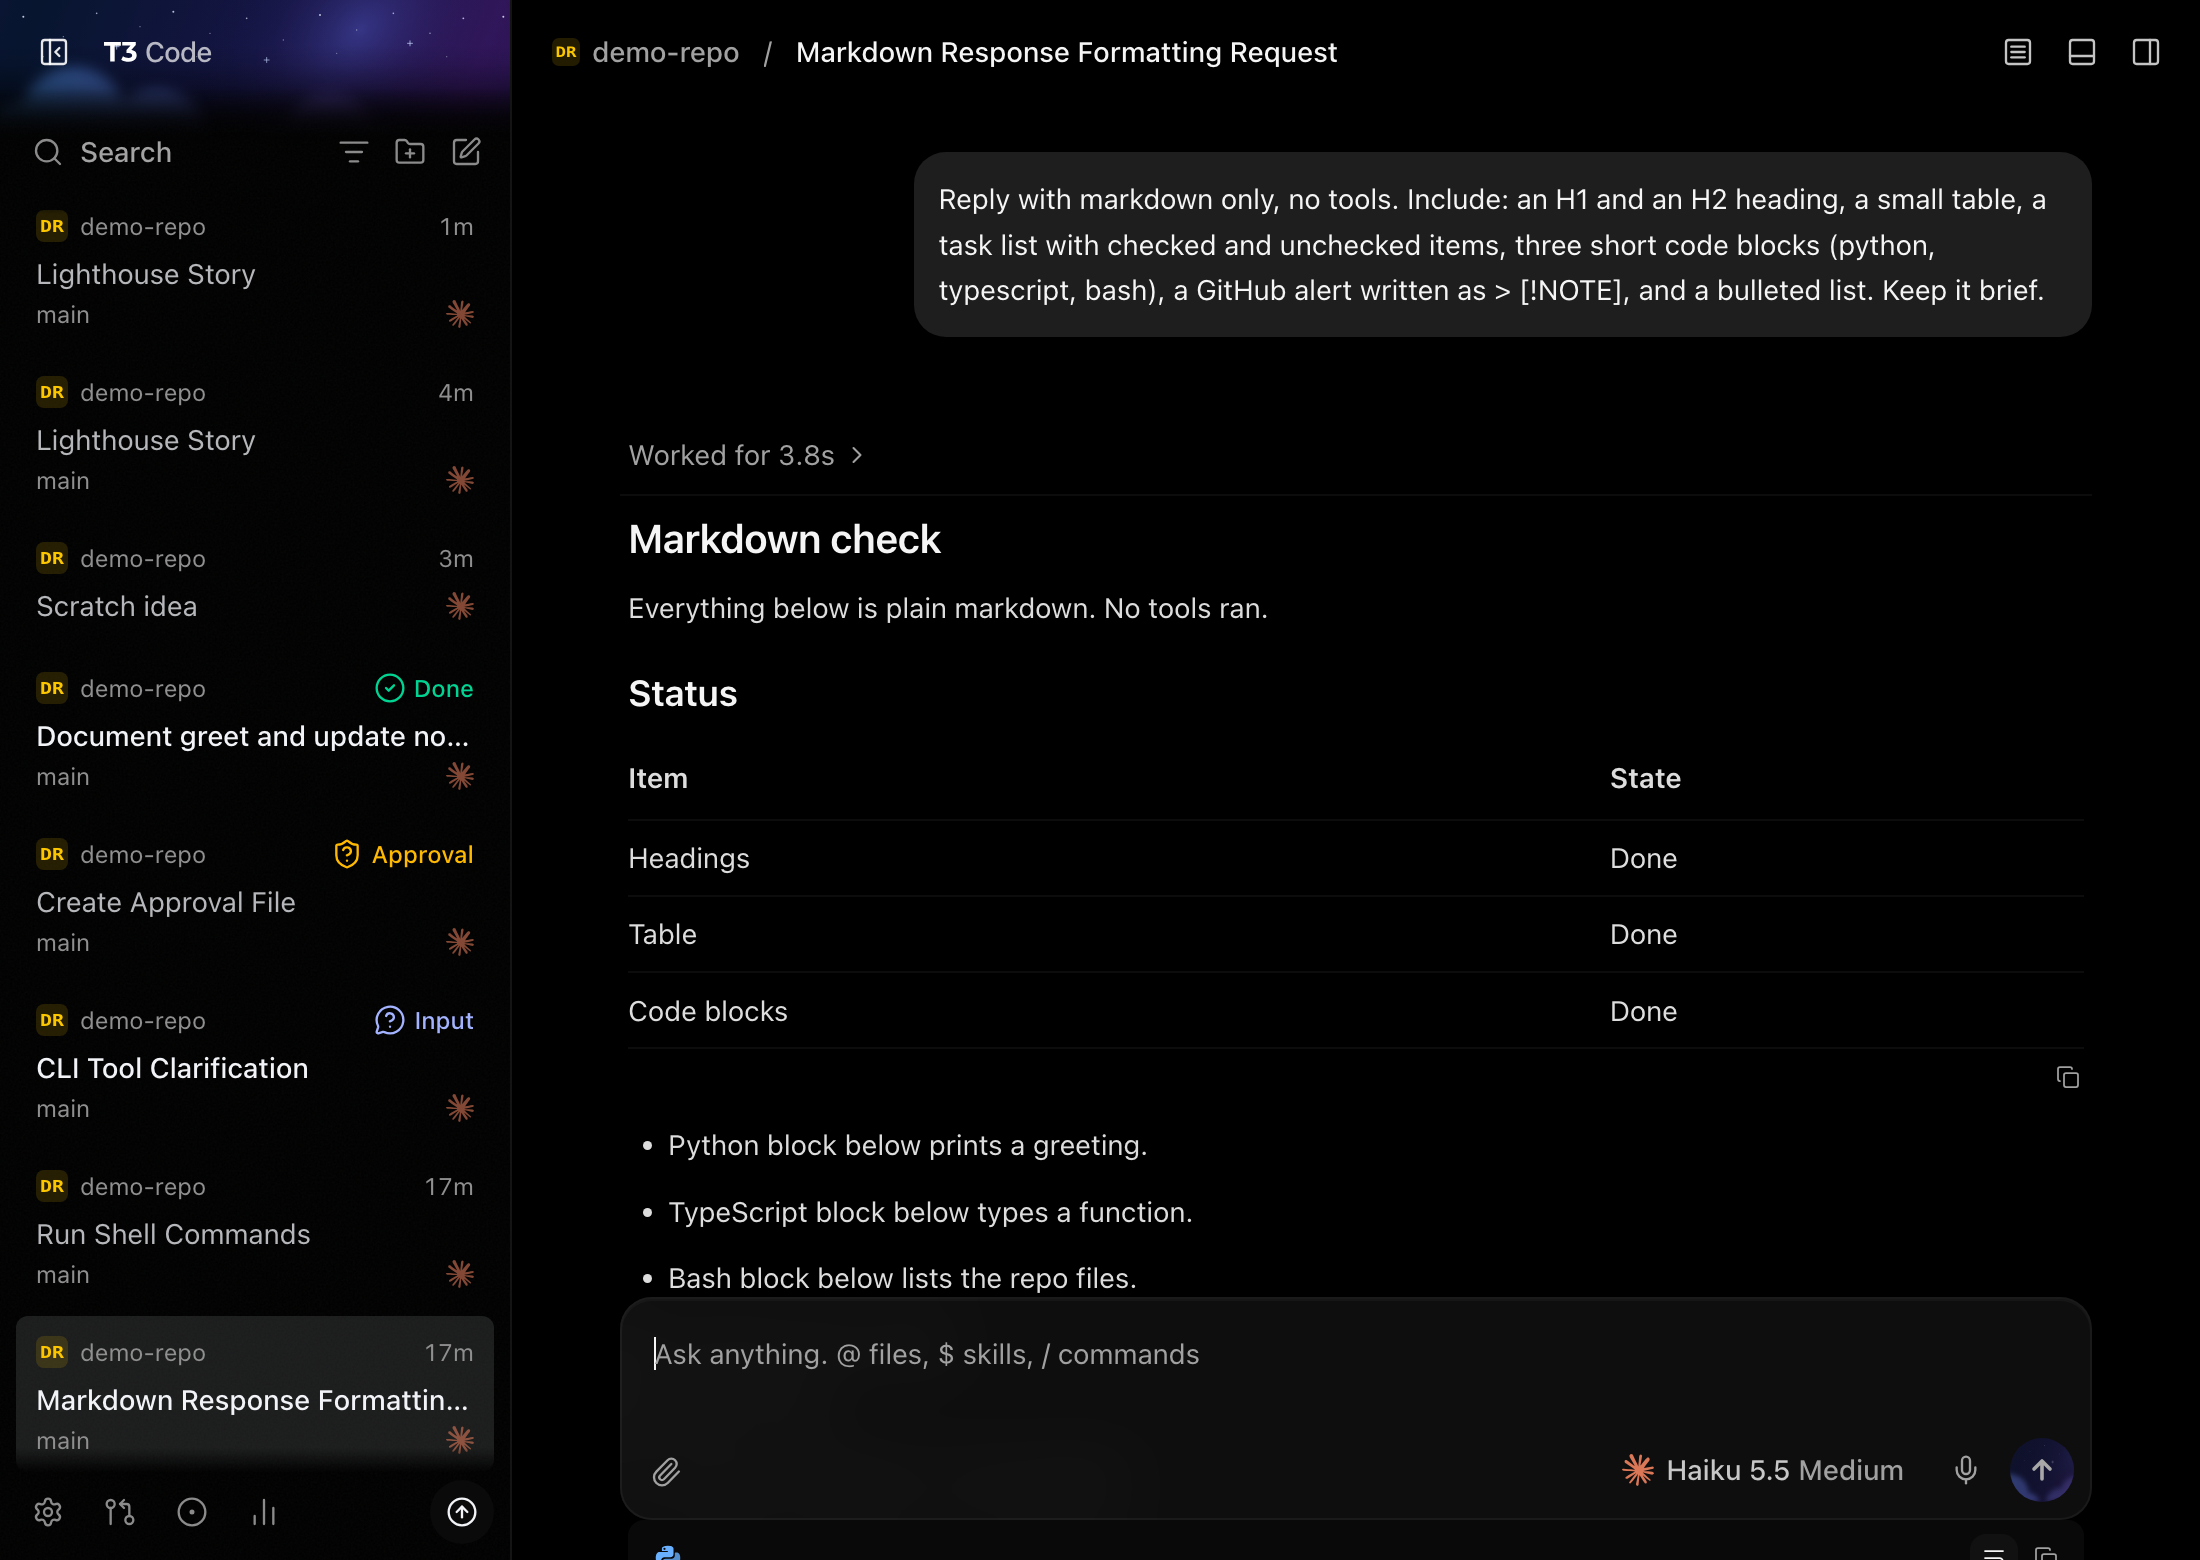 T3 Code
Search
DR demo-repo 1m
Lighthouse Story
main
DR demo-repo 4m
Lighthouse Story
main
DR demo-repo 3m
Scratch idea
DR demo-repo Done
Document greet and update no...
main
DR demo-repo Approval
Create Approval File
main
DR demo-repo Input
CLI Tool Clarification
main
DR demo-repo 17m
Run Shell Commands
main
DR demo-repo 17m
Markdown Response Formattin...
main
DR demo-repo / Markdown Response Formatting Request
Reply with markdown only, no tools. Include: an H1 and an H2 heading, a small table, a
task list with checked and unchecked items, three short code blocks (python,
typescript, bash), a GitHub alert written as > [!NOTE], and a bulleted list. Keep it brief.
Worked for 3.8s
Markdown check
Everything below is plain markdown. No tools ran.
Status
Item State
Headings Done
Table Done
Code blocks Done
• Python block below prints a greeting.
• TypeScript block below types a function.
• Bash block below lists the repo files.
Ask anything. @ files, $ skills, / commands
Haiku 5.5 Medium